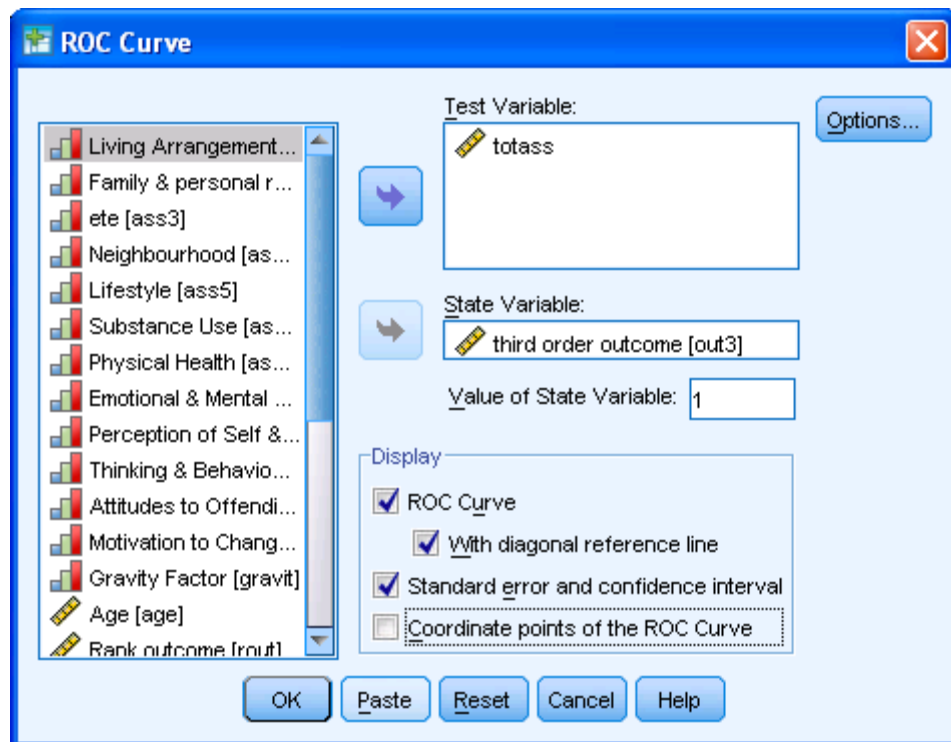 ROC Curve
Living Arrangement...
Family & personal r...
ete [ass3]
Neighbourhood [as...
Lifestyle [ass5]
Substance Use [as...
Physical Health [as...
Emotional & Mental ...
Perception of Self &...
Thinking & Behavio...
Attitudes to Offendi...
Motivation to Chang...
Gravity Factor [gravit]
Age [age]
Rank outcome [rout]
Test Variable:
totass
Options...
State Variable:
third order outcome [out3]
Value of State Variable: 1
Display
ROC Curve
With diagonal reference line
Standard error and confidence interval
Coordinate points of the ROC Curve
OK Paste Reset Cancel Help